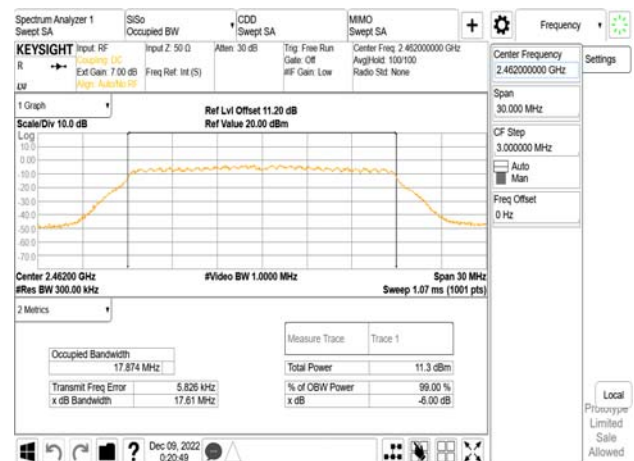 Spectrum Analyzer 1
Swept SA
SiSo
Occupied BW
CDD
Swept SA
MIMO
Swept SA
+
Frequency
KEYSIGHT
R
LXI
Input: RF
Coupling: DC
Ext Gain: 7.00 dB
Align: Auto/No RF
Input Z: 50 Ω
Freq Ref: Int (S)
Atten: 30 dB
Trig: Free Run
Gate: Off
#IF Gain: Low
Center Freq: 2.462000000 GHz
Avg|Hold: 100/100
Radio Std: None
Center Frequency
2.462000000 GHz
Settings
Span
30.000 MHz
CF Step
3.000000 MHz
Auto
Man
Freq Offset
0 Hz
1 Graph
Scale/Div 10.0 dB
Ref Lvl Offset 11.20 dB
Ref Value 20.00 dBm
Log
10.0
0.00
-10.0
-20.0
-30.0
-40.0
-50.0
-60.0
-70.0
Center 2.46200 GHz
#Res BW 300.00 kHz
#Video BW 1.0000 MHz
Span 30 MHz
Sweep 1.07 ms (1001 pts)
2 Metrics
Measure Trace
Trace 1
Occupied Bandwidth
17.874 MHz
Total Power
11.3 dBm
Transmit Freq Error
5.826 kHz
% of OBW Power
99.00 %
x dB Bandwidth
17.61 MHz
x dB
-6.00 dB
Local
Prototype
Limited
Sale
Allowed
?
Dec 09, 2022
0:20:49